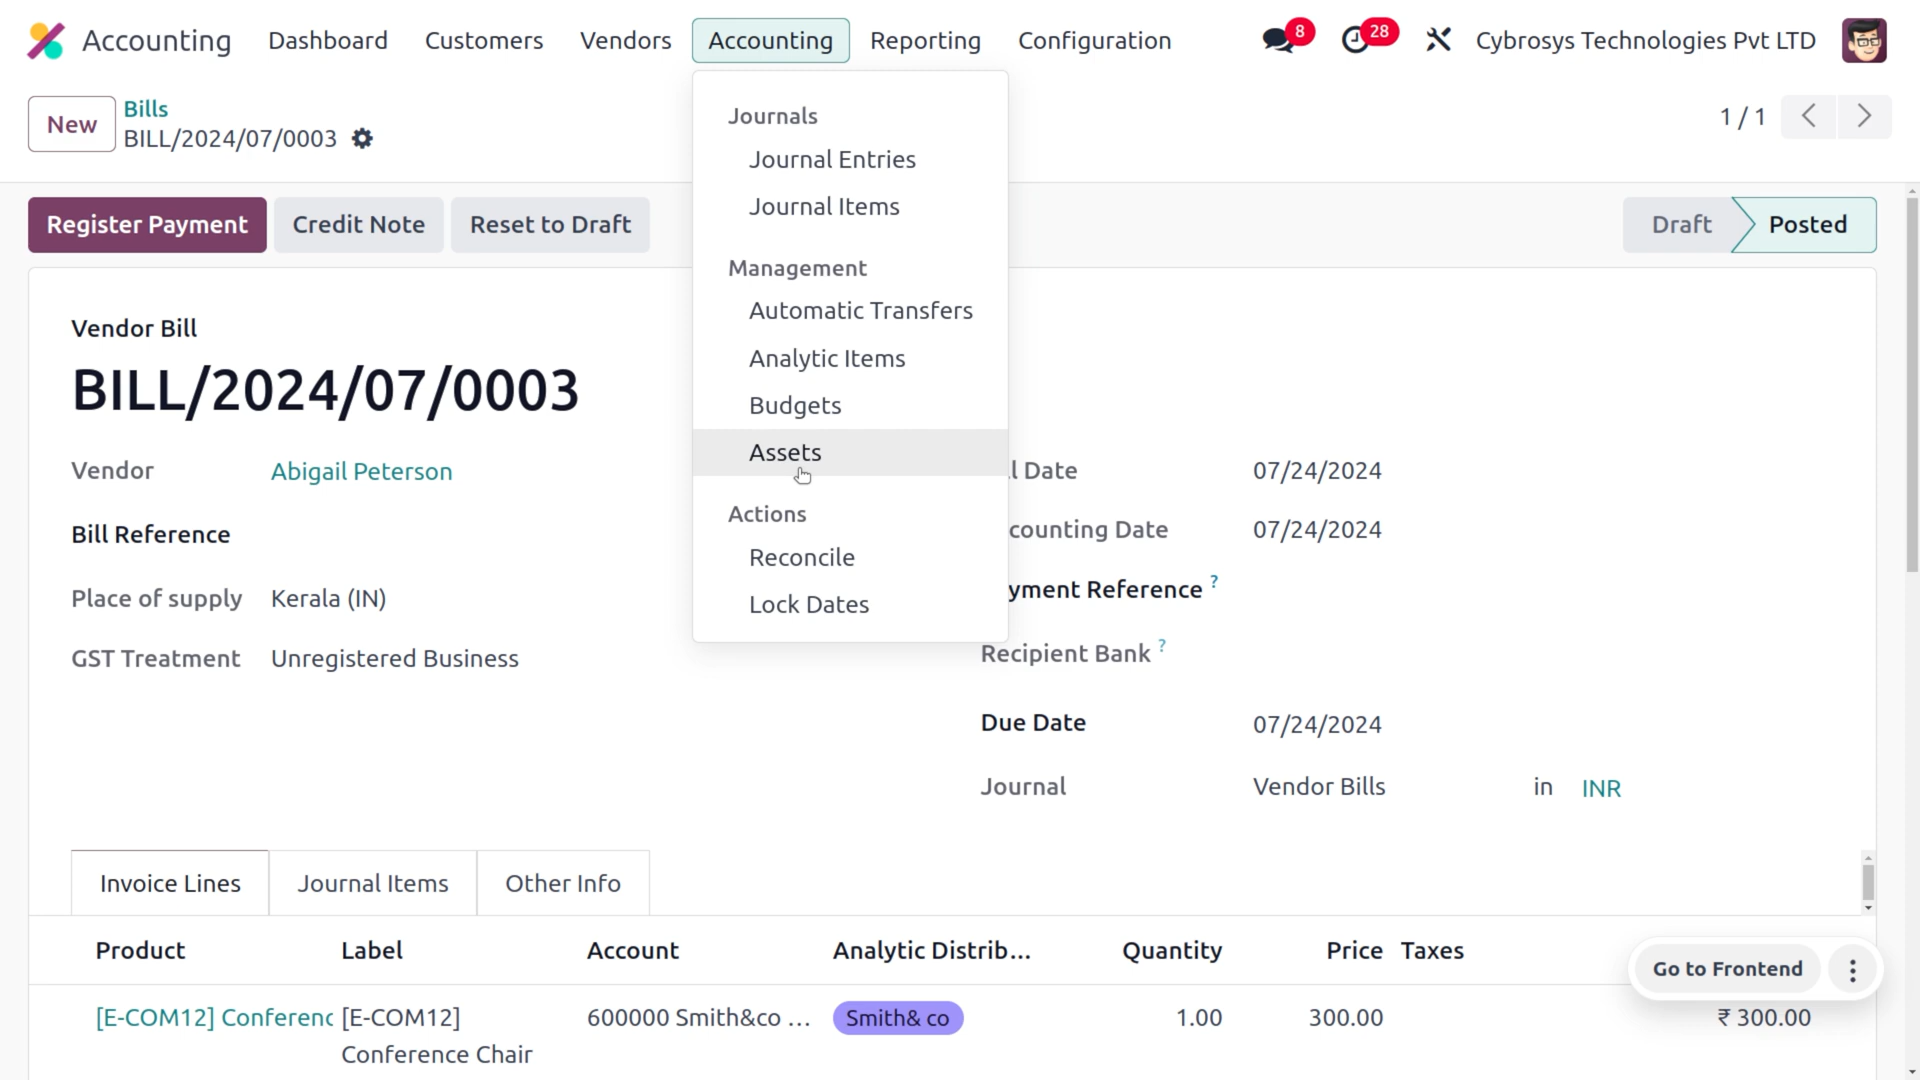 Accounting Dashboard Customers Vendors Accounting Reporting Configuration 8 28 Cybrosys Technologies Pvt LTD
New
Bills
BILL/2024/07/0003
1 / 1
Journals
Journal Entries
Journal Items
Management
Automatic Transfers
Analytic Items
Budgets
Assets
Actions
Reconcile
Lock Dates
Register Payment Credit Note Reset to Draft Draft Posted
Vendor Bill
BILL/2024/07/0003
Vendor Abigail Peterson
Bill Reference
Place of supply Kerala (IN)
GST Treatment Unregistered Business
l Date 07/24/2024
counting Date 07/24/2024
yment Reference ?
Recipient Bank ?
Due Date 07/24/2024
Journal Vendor Bills in INR
Invoice Lines Journal Items Other Info
Product Label Account Analytic Distrib... Quantity Price Taxes
Go to Frontend
[E-COM12] Conferenc [E-COM12] 600000 Smith&co ... Smith& co 1.00 300.00 ₹ 300.00
Conference Chair